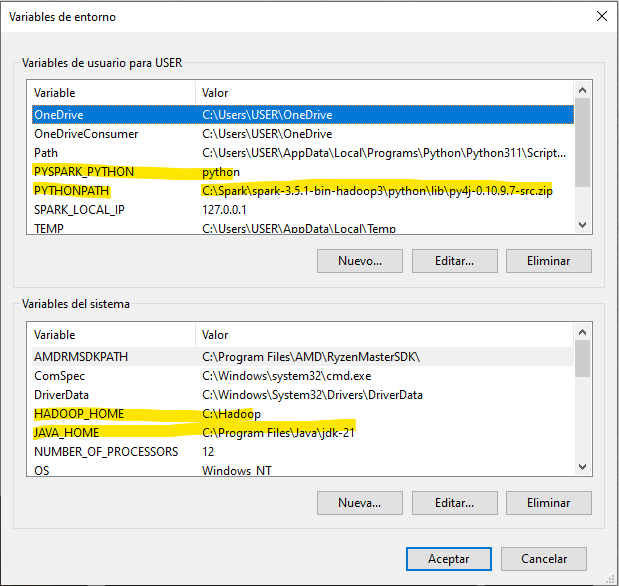 Variables de entorno
Variables de usuario para USER
Variable Valor
OneDrive C:\Users\USER\OneDrive
OneDriveConsumer C:\Users\USER\OneDrive
Path C:\Users\USER\AppData\Local\Programs\Python\Python311\Script...
PYSPARK_PYTHON python
PYTHONPATH C:\Spark\spark-3.5.1-bin-hadoop3\python\lib\py4j-0.10.9.7-src.zip
SPARK_LOCAL_IP 127.0.0.1
TEMP C:\Users\USER\AppData\Local\Temp
Nuevo... Editar... Eliminar
Variables del sistema
Variable Valor
AMDRMSDKPATH C:\Program Files\AMD\RyzenMasterSDK\
ComSpec C:\Windows\system32\cmd.exe
DriverData C:\Windows\System32\Drivers\DriverData
HADOOP_HOME C:\Hadoop
JAVA_HOME C:\Program Files\Java\jdk-21
NUMBER_OF_PROCESSORS 12
OS Windows_NT
Nueva... Editar... Eliminar
Aceptar Cancelar